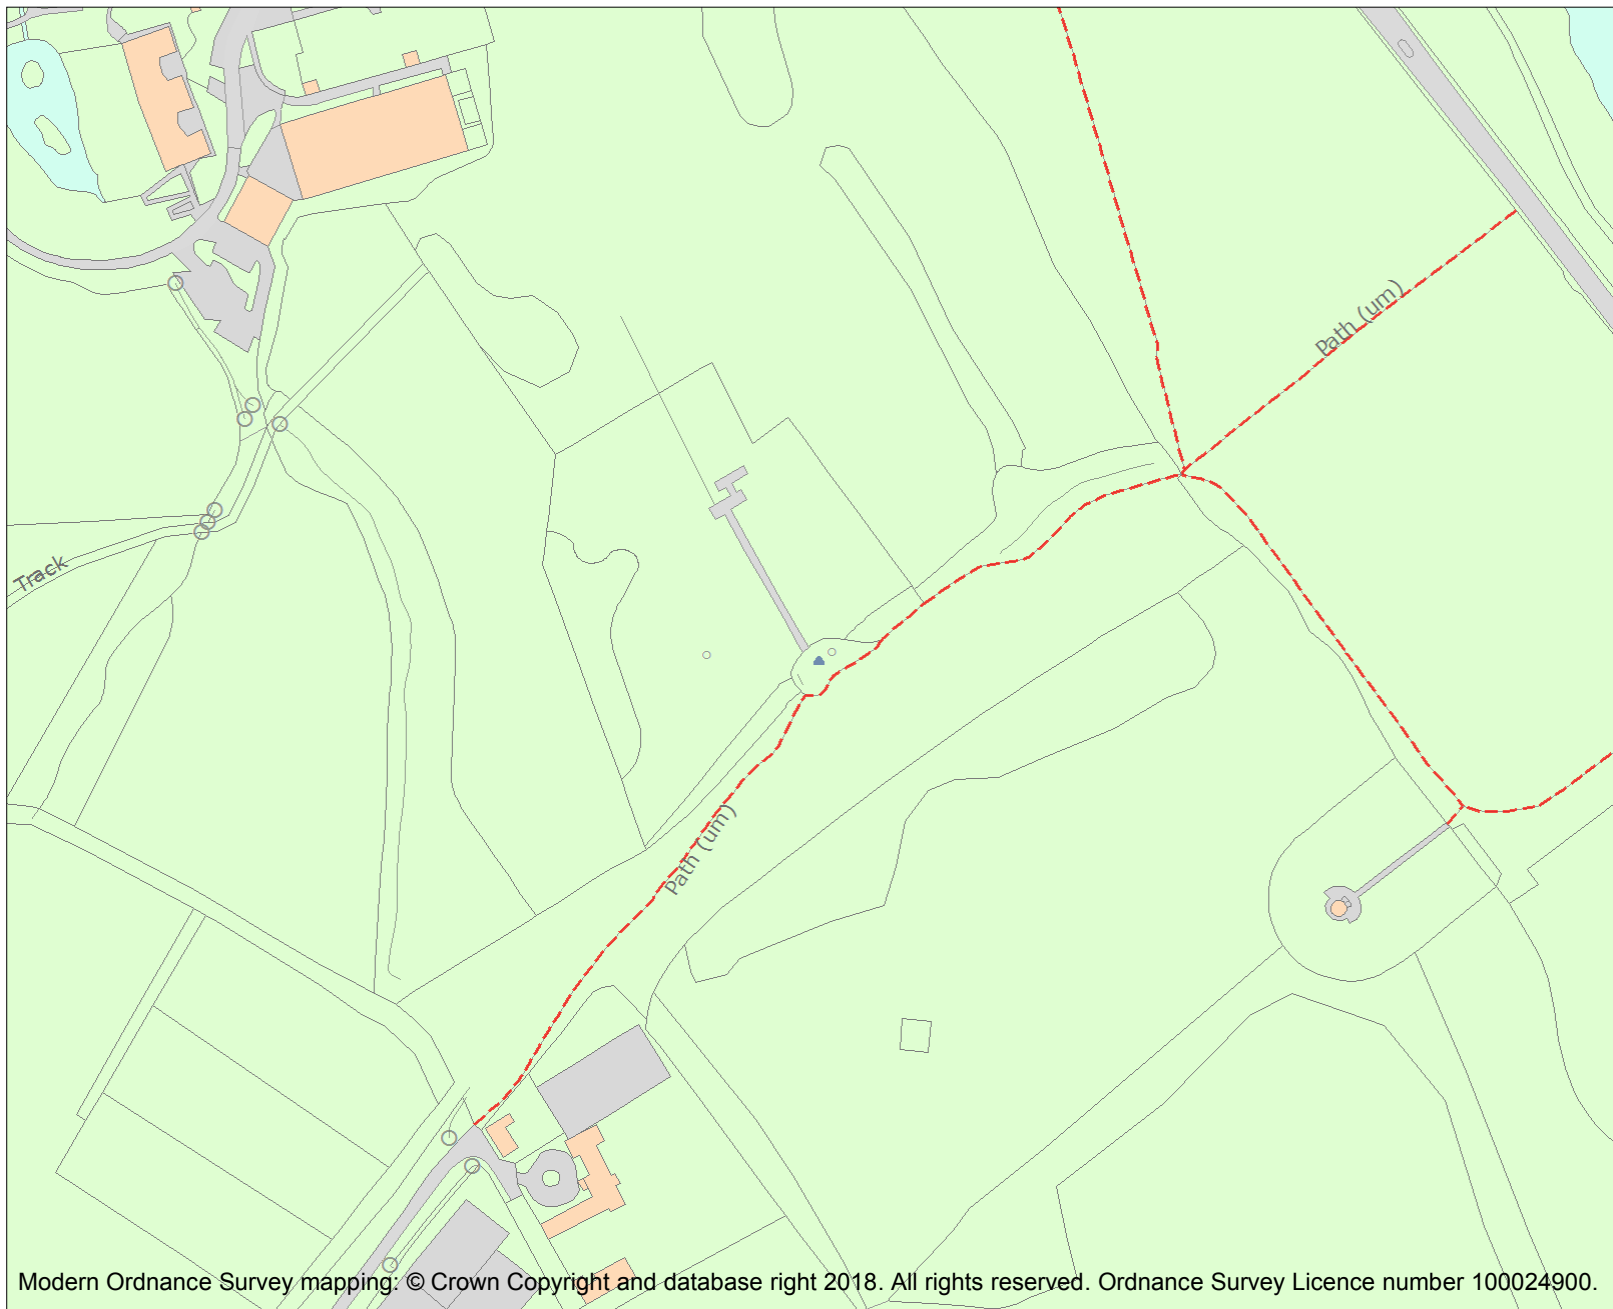 Path (um)
Track
Path (um)
Modern Ordnance Survey mapping: © Crown Copyright and database right 2018. All rights reserved. Ordnance Survey Licence number 100024900.